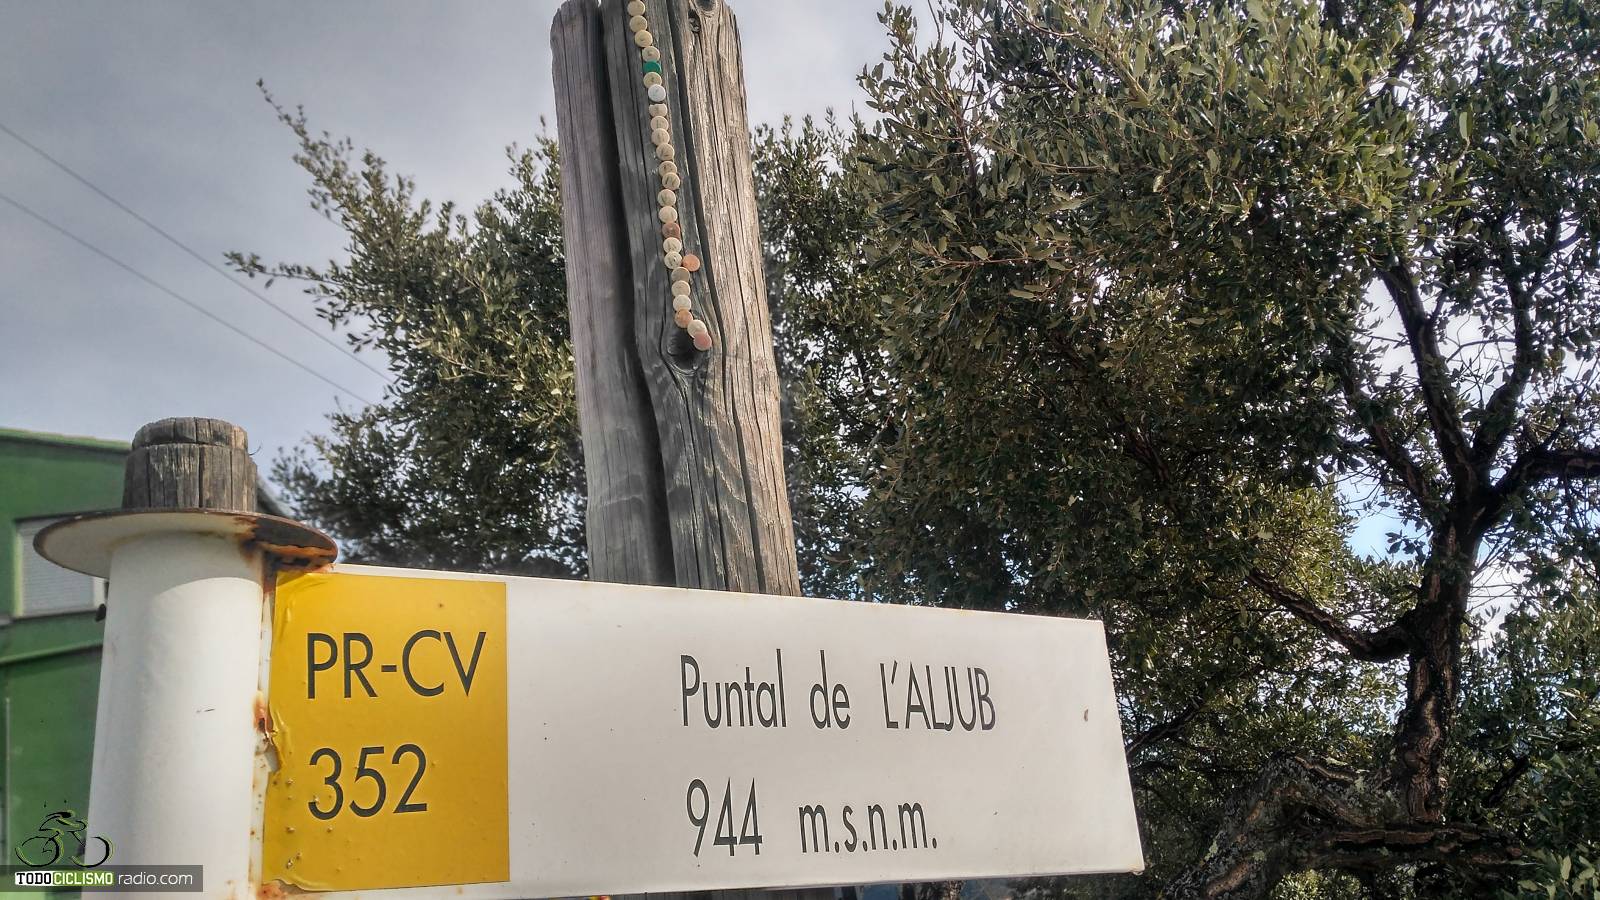 PR-CV
352
Puntal de L'ALJUB
944 m.s.n.m.
TODOCICLISMO radio.com